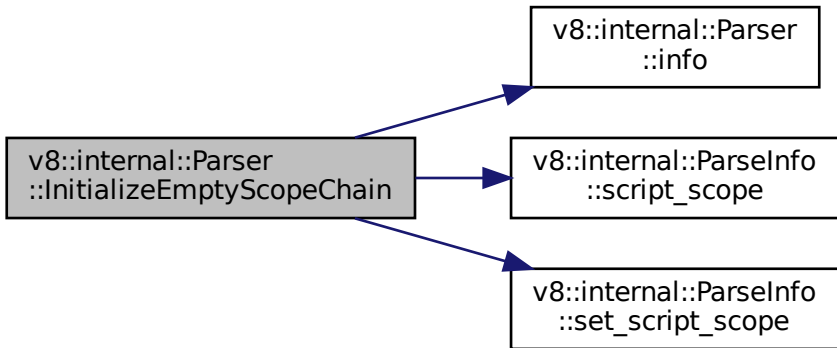 v8::internal::Parser
::InitializeEmptyScopeChain
v8::internal::Parser
::info
v8::internal::ParseInfo
::script_scope
v8::internal::ParseInfo
::set_script_scope